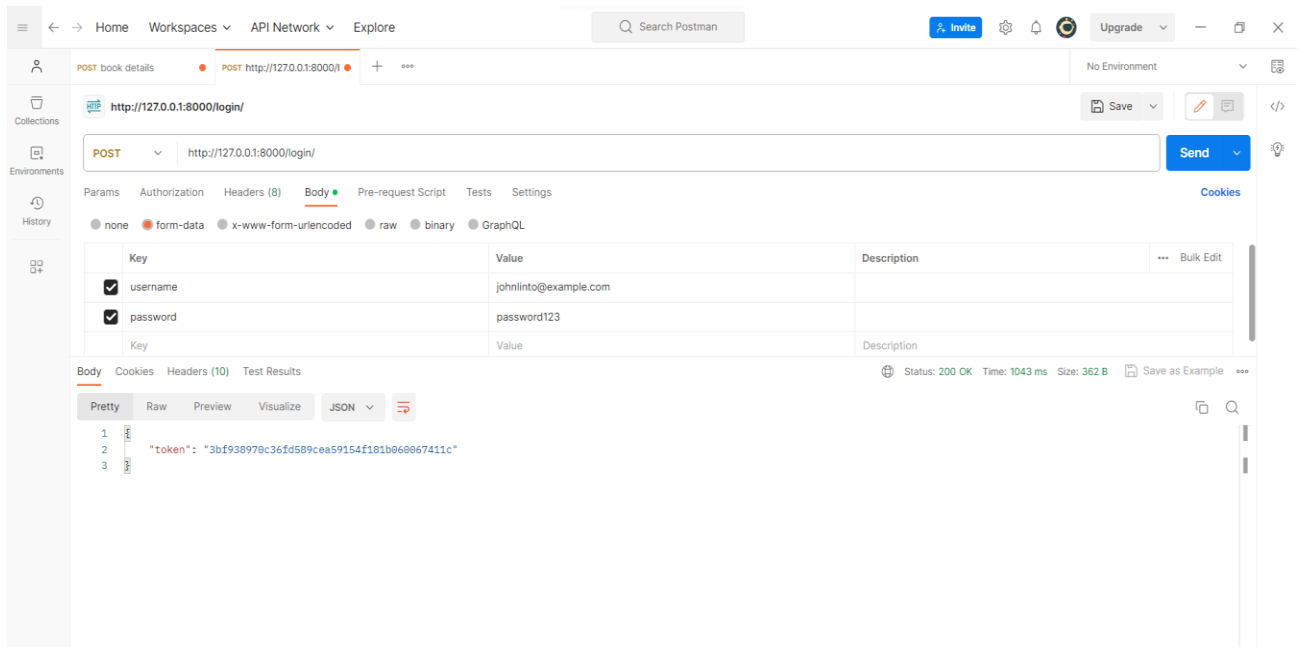 Home Workspaces API Network Explore Search Postman Invite Upgrade
POST book details POST http://127.0.0.1:8000/l No Environment
HTTP http://127.0.0.1:8000/login/ Save
Collections
POST http://127.0.0.1:8000/login/ Send
Environments
Params Authorization Headers (8) Body Pre-request Script Tests Settings Cookies
History
none form-data x-www-form-urlencoded raw binary GraphQL
Key Value Description Bulk Edit
username johnlinto@example.com
password password123
Key Value Description
Body Cookies Headers (10) Test Results Status: 200 OK Time: 1043 ms Size: 362 B Save as Example
Pretty Raw Preview Visualize JSON
1 {
2 "token": "3bf938970c36fd589cea59154f181b060067411c"
3 }